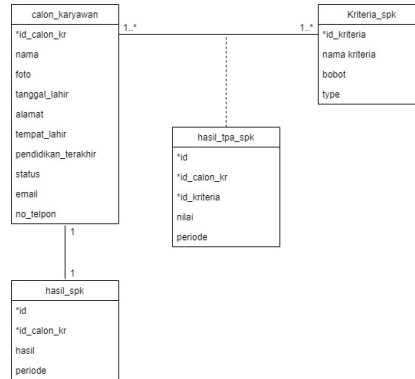 calon_karyawan
*id_calon_kr
nama
foto
tanggal_lahir
alamat
tempat_lahir
pendidikan_terakhir
status
email
no_telpon
1..*
1..*
Kriteria_spk
*id_kriteria
nama kriteria
bobot
type
hasil_tpa_spk
*id
*id_calon_kr
*id_kriteria
nilai
periode
1
1
hasil_spk
*id
*id_calon_kr
hasil
periode